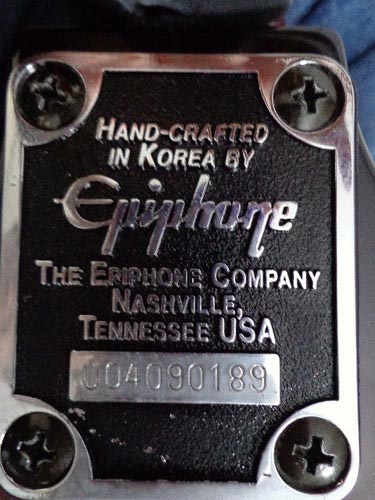 HAND-CRAFTED
IN KOREA BY
Epiphone
THE EPIPHONE COMPANY
NASHVILLE,
TENNESSEE USA
U04090189